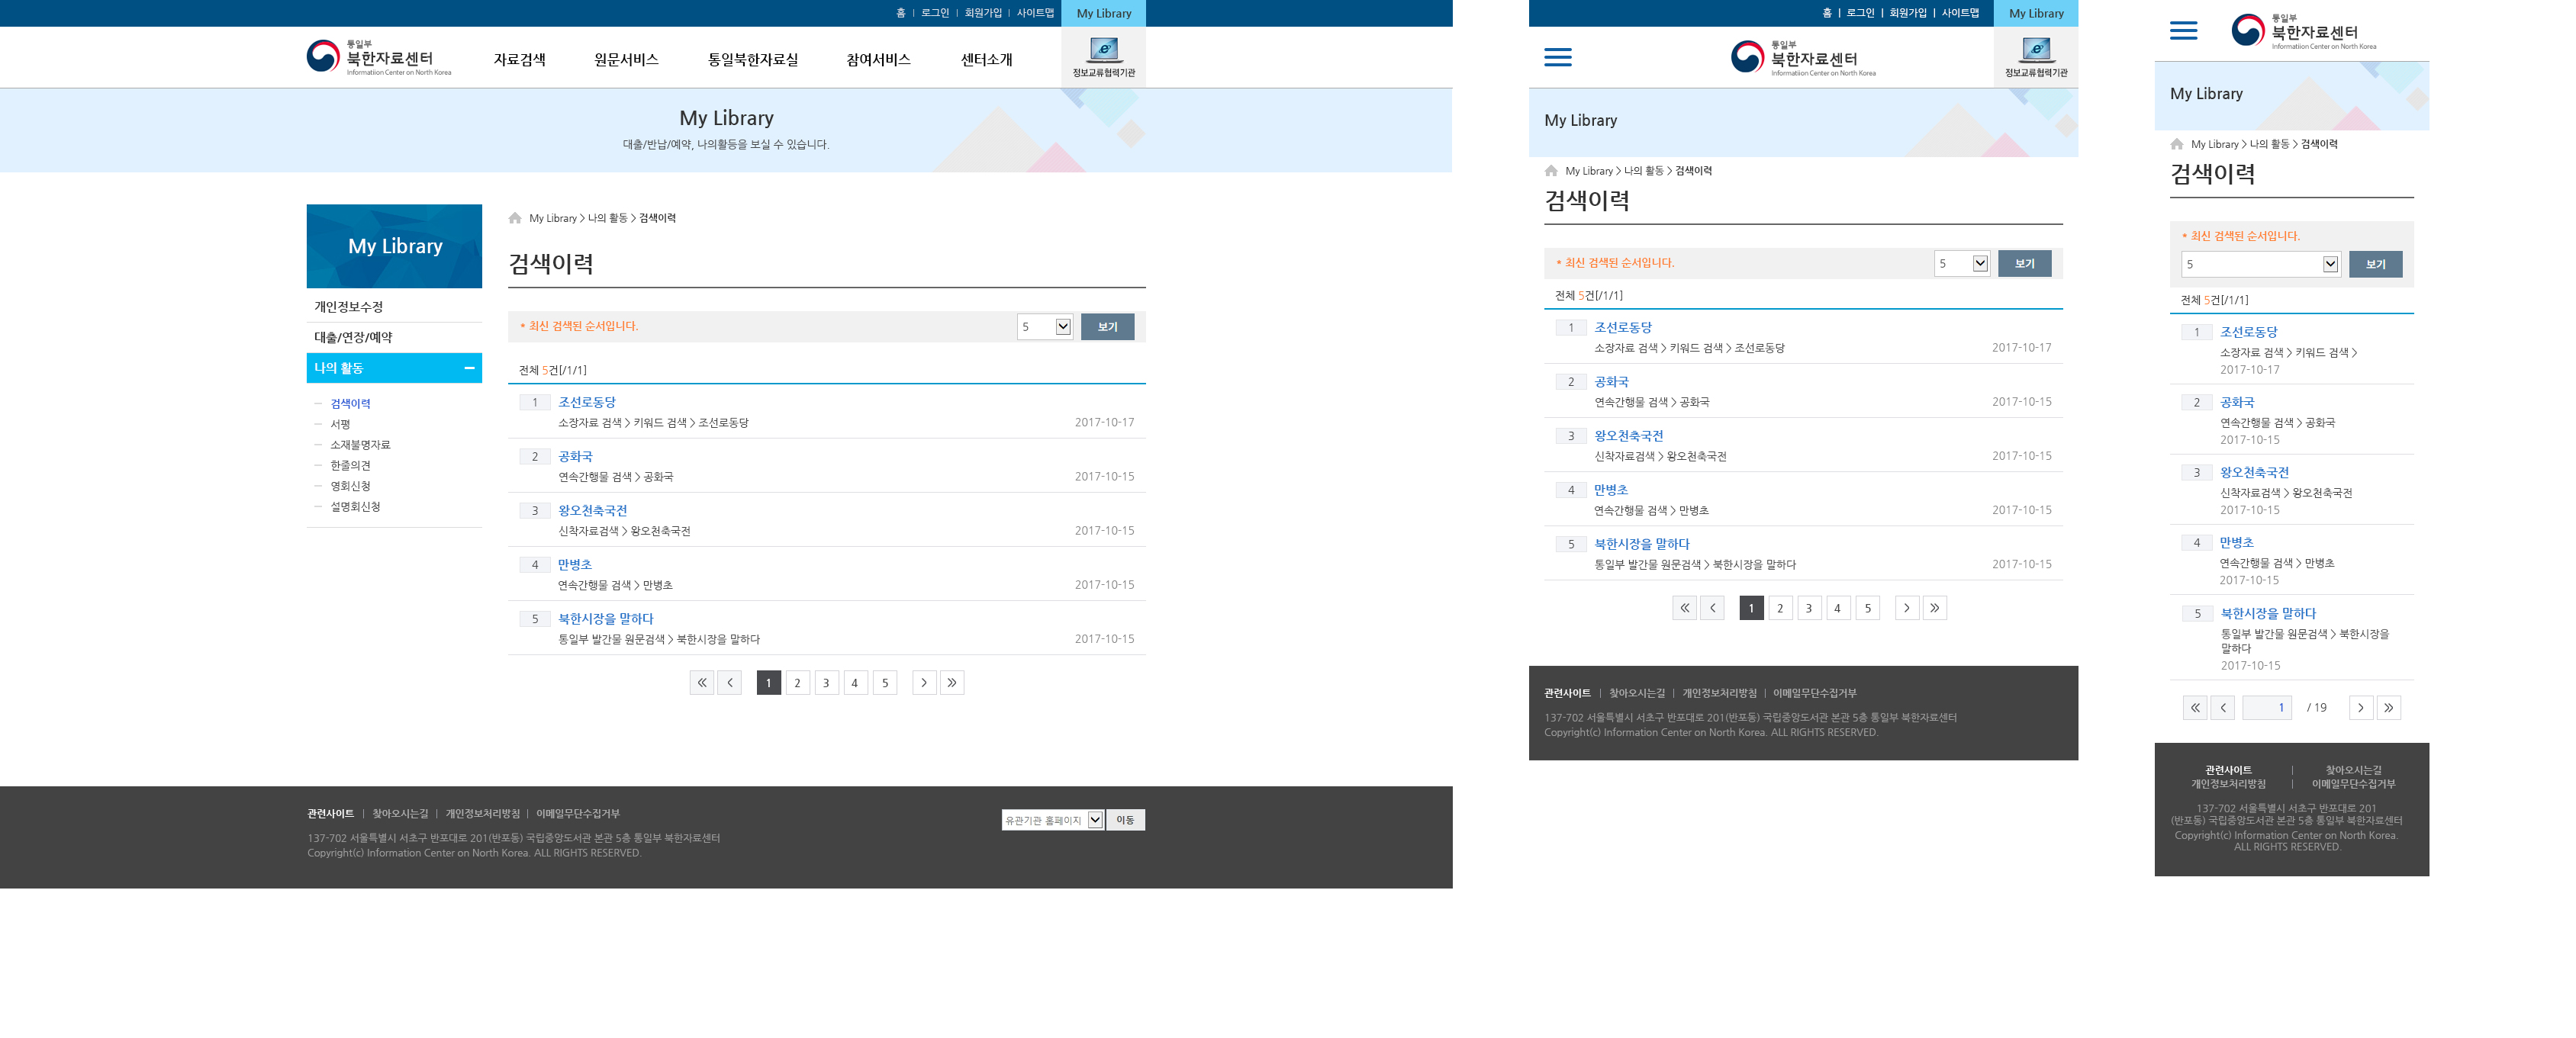 홈 | 로그인 | 회원가입 | 사이트맵 My Library
통일부
북한자료센터
Informatiion Center on North Korea
자료검색 원문서비스 통일북한자료실 참여서비스 센터소개
정보교류협력기관
My Library
대출/반납/예약, 나의활등을 보실 수 있습니다.
My Library
개인정보수정
대출/연장/예약
나의 활동
검색이력
서평
소재불명자료
한줄의견
영회신청
설명회신청
My Library > 나의 활동 > 검색이력
검색이력
* 최신 검색된 순서입니다.
5 보기
전체 5건[/1/1]
1 조선로동당
소장자료 검색 > 키워드 검색 > 조선로동당 2017-10-17
2 공화국
연속간행물 검색 > 공화국 2017-10-15
3 왕오천축국전
신착자료검색 > 왕오천축국전 2017-10-15
4 만병초
연속간행물 검색 > 만병초 2017-10-15
5 북한시장을 말하다
통일부 발간물 원문검색 > 북한시장을 말하다 2017-10-15
1 2 3 4 5
관련사이트 | 찾아오시는길 | 개인정보처리방침 | 이메일무단수집거부
137-702 서울특별시 서초구 반포대로 201(반포동) 국립중앙도서관 본관 5층 통일부 북한자료센터
Copyright(c) Information Center on North Korea. ALL RIGHTS RESERVED.
유관기관 홈페이지 이동
홈 | 로그인 | 회원가입 | 사이트맵 My Library
통일부
북한자료센터
Informatiion Center on North Korea
정보교류협력기관
My Library
My Library > 나의 활동 > 검색이력
검색이력
* 최신 검색된 순서입니다.
5 보기
전체 5건[/1/1]
1 조선로동당
소장자료 검색 > 키워드 검색 > 조선로동당 2017-10-17
2 공화국
연속간행물 검색 > 공화국 2017-10-15
3 왕오천축국전
신착자료검색 > 왕오천축국전 2017-10-15
4 만병초
연속간행물 검색 > 만병초 2017-10-15
5 북한시장을 말하다
통일부 발간물 원문검색 > 북한시장을 말하다 2017-10-15
1 2 3 4 5
관련사이트 | 찾아오시는길 | 개인정보처리방침 | 이메일무단수집거부
137-702 서울특별시 서초구 반포대로 201(반포동) 국립중앙도서관 본관 5층 통일부 북한자료센터
Copyright(c) Information Center on North Korea. ALL RIGHTS RESERVED.
통일부
북한자료센터
Informatiion Center on North Korea
My Library
My Library > 나의 활동 > 검색이력
검색이력
* 최신 검색된 순서입니다.
5 보기
전체 5건[/1/1]
1 조선로동당
소장자료 검색 > 키워드 검색 >
2017-10-17
2 공화국
연속간행물 검색 > 공화국
2017-10-15
3 왕오천축국전
신착자료검색 > 왕오천축국전
2017-10-15
4 만병초
연속간행물 검색 > 만병초
2017-10-15
5 북한시장을 말하다
통일부 발간물 원문검색 > 북한시장을
말하다
2017-10-15
1 / 19
관련사이트 | 찾아오시는길
개인정보처리방침 | 이메일무단수집거부
137-702 서울특별시 서초구 반포대로 201
(반포동) 국립중앙도서관 본관 5층 통일부 북한자료센터
Copyright(c) Information Center on North Korea.
ALL RIGHTS RESERVED.